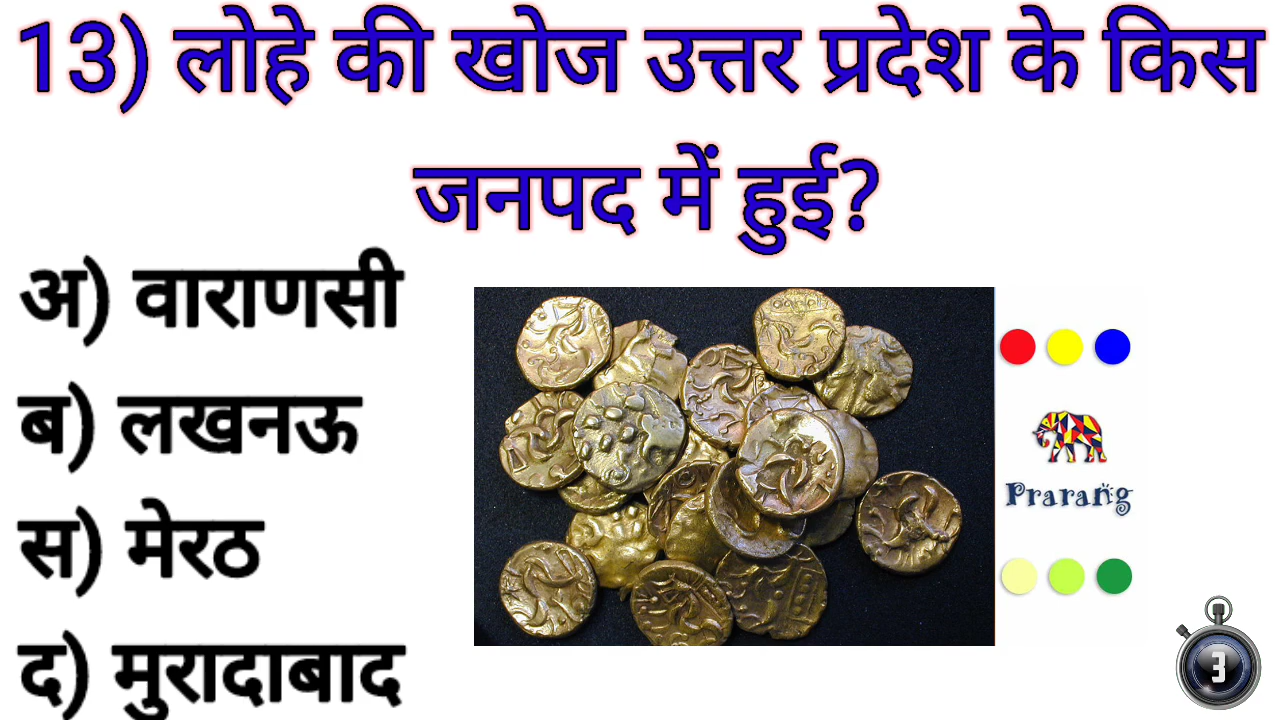 13) लोहे की खोज उत्तर प्रदेश के किस
जनपद में हुई?
अ) वाराणसी
ब) लखनऊ
स) मेरठ
द) मुरादाबाद
Prarang
3